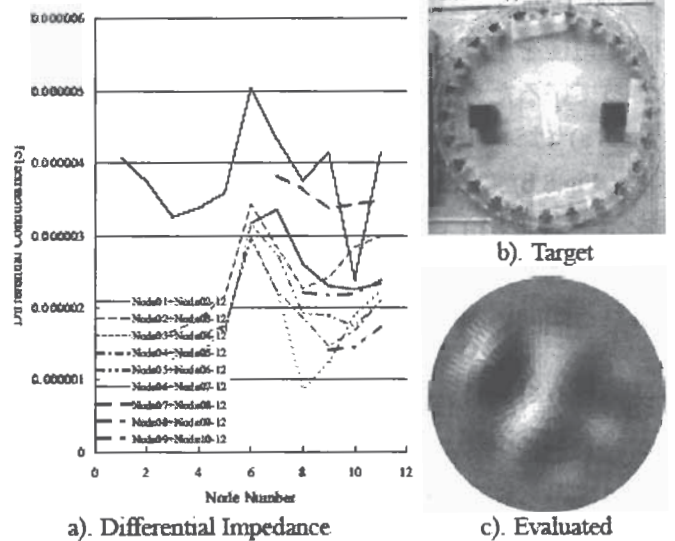 0.000006
0.000005
0.000004
0.000003
0.000002
0.000001
0
Node01-Node02-12
Node02-Node03-12
Node03-Node04-12
Node04-Node05-12
Node05-Node06-12
Node06-Node07-12
Node07-Node08-12
Node08-Node09-12
Node09-Node10-12
0 2 4 6 8 10 12
Node Number
a). Differential Impedance
b). Target
c). Evaluated